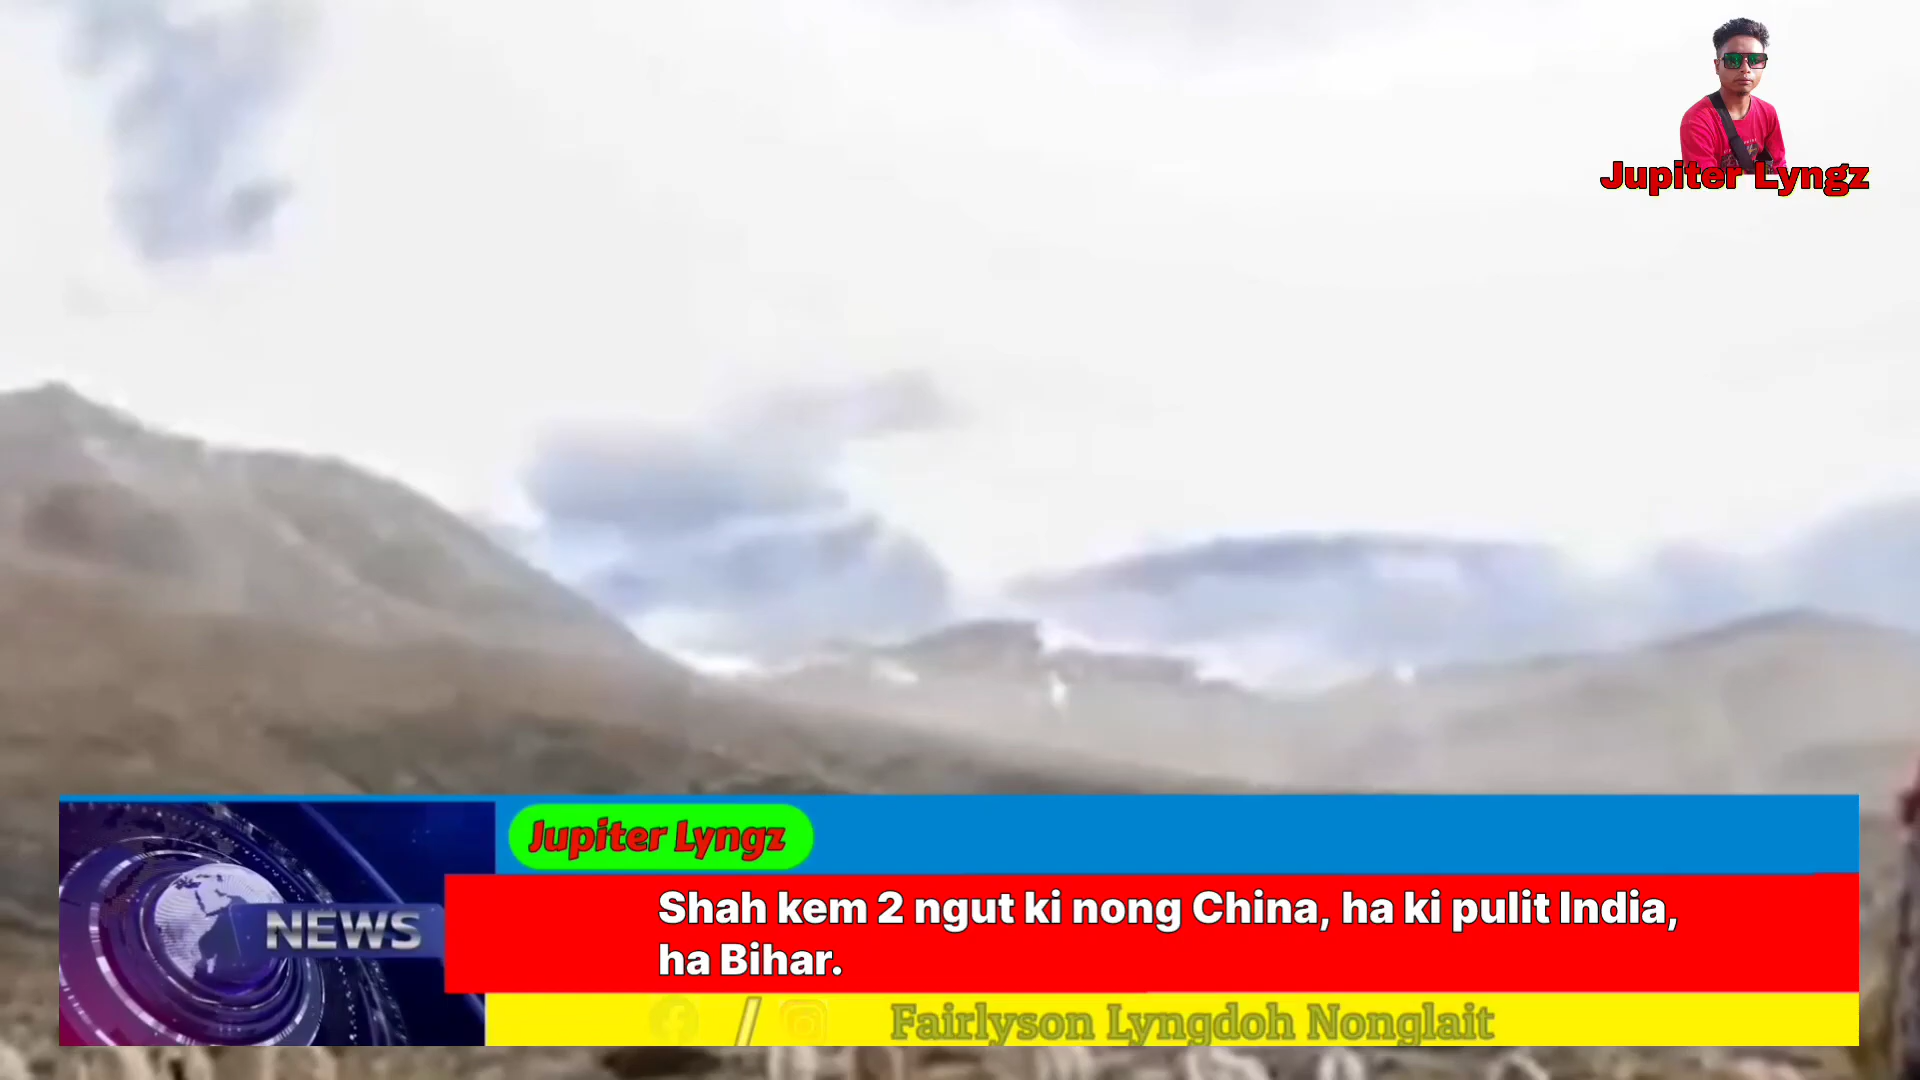 Jupiter Lyngz
Jupiter Lyngz
NEWS
Shah kem 2 ngut ki nong China, ha ki pulit India,
ha Bihar.
/ Fairlyson Lyngdoh Nonglait